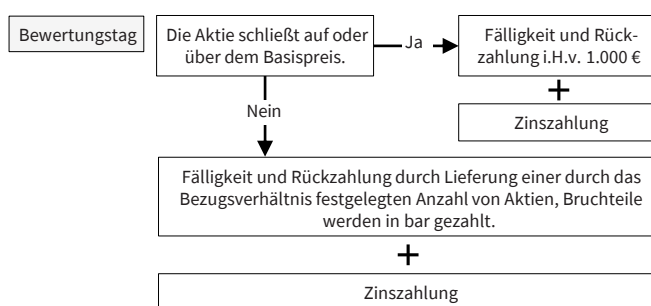 Bewertungstag
Die Aktie schließt auf oder
über dem Basispreis.
Ja
Fälligkeit und Rück-
zahlung i.H.v. 1.000 €
+
Zinszahlung
Nein
Fälligkeit und Rückzahlung durch Lieferung einer durch das
Bezugsverhältnis festgelegten Anzahl von Aktien, Bruchteile
werden in bar gezahlt.
+
Zinszahlung